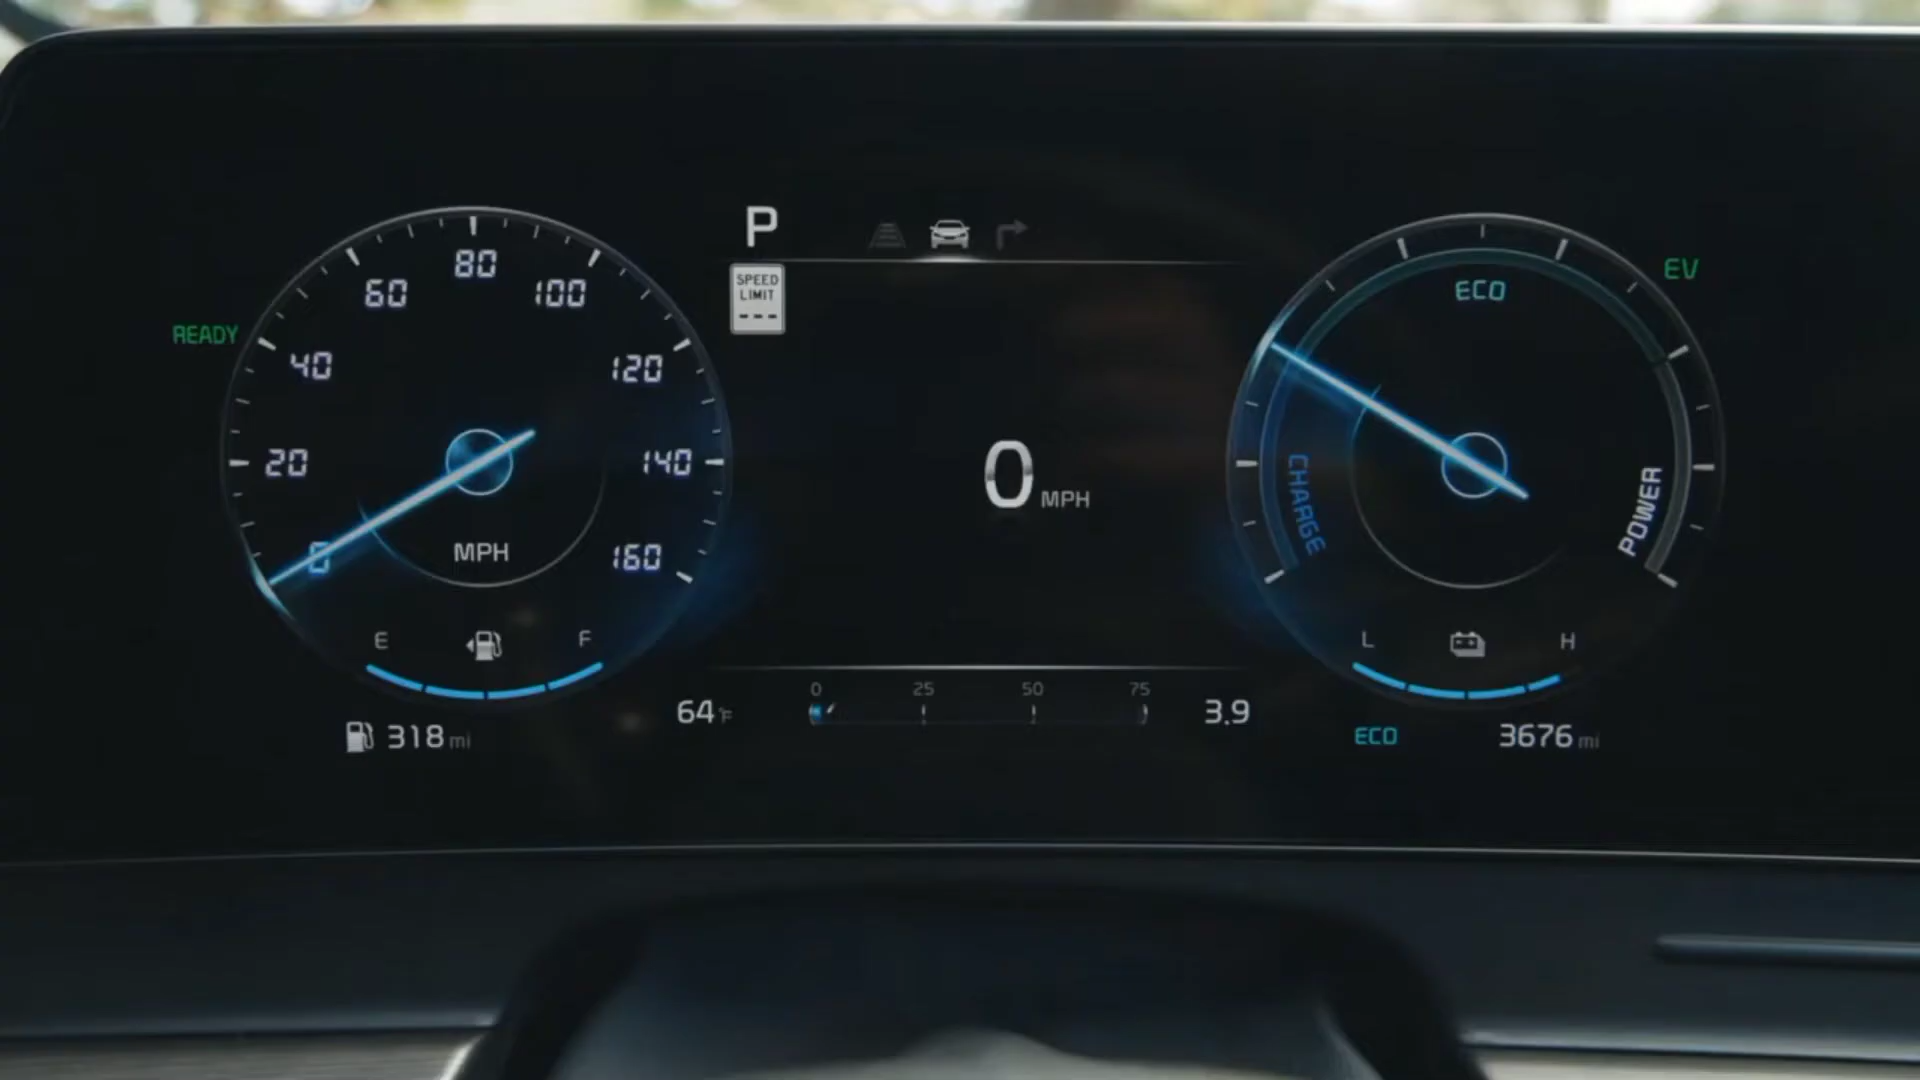 P
SPEED
LIMIT
---
READY
0
20
40
60
80
100
120
140
160
MPH
E
F
318 mi
0 MPH
64°F
0 25 50 75
3.9
EV
ECO
CHARGE
POWER
L
H
ECO
3676 mi